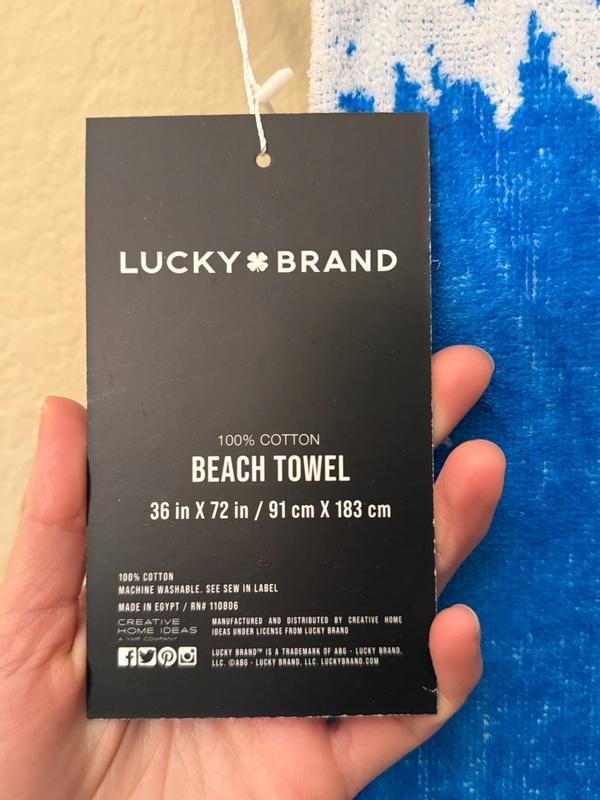 LUCKY BRAND
100% COTTON
BEACH TOWEL
36 in X 72 in / 91 cm X 183 cm
100% COTTON
MACHINE WASHABLE. SEE SEW IN LABEL
MADE IN EGYPT / RN# 110806
CREATIVE
HOME IDEAS
A YMF COMPANY
MANUFACTURED AND DISTRIBUTED BY CREATIVE HOME
IDEAS UNDER LICENSE FROM LUCKY BRAND
LUCKY BRAND™ IS A TRADEMARK OF ABG - LUCKY BRAND,
LLC. ©ABG - LUCKY BRAND, LLC. LUCKYBRAND.COM